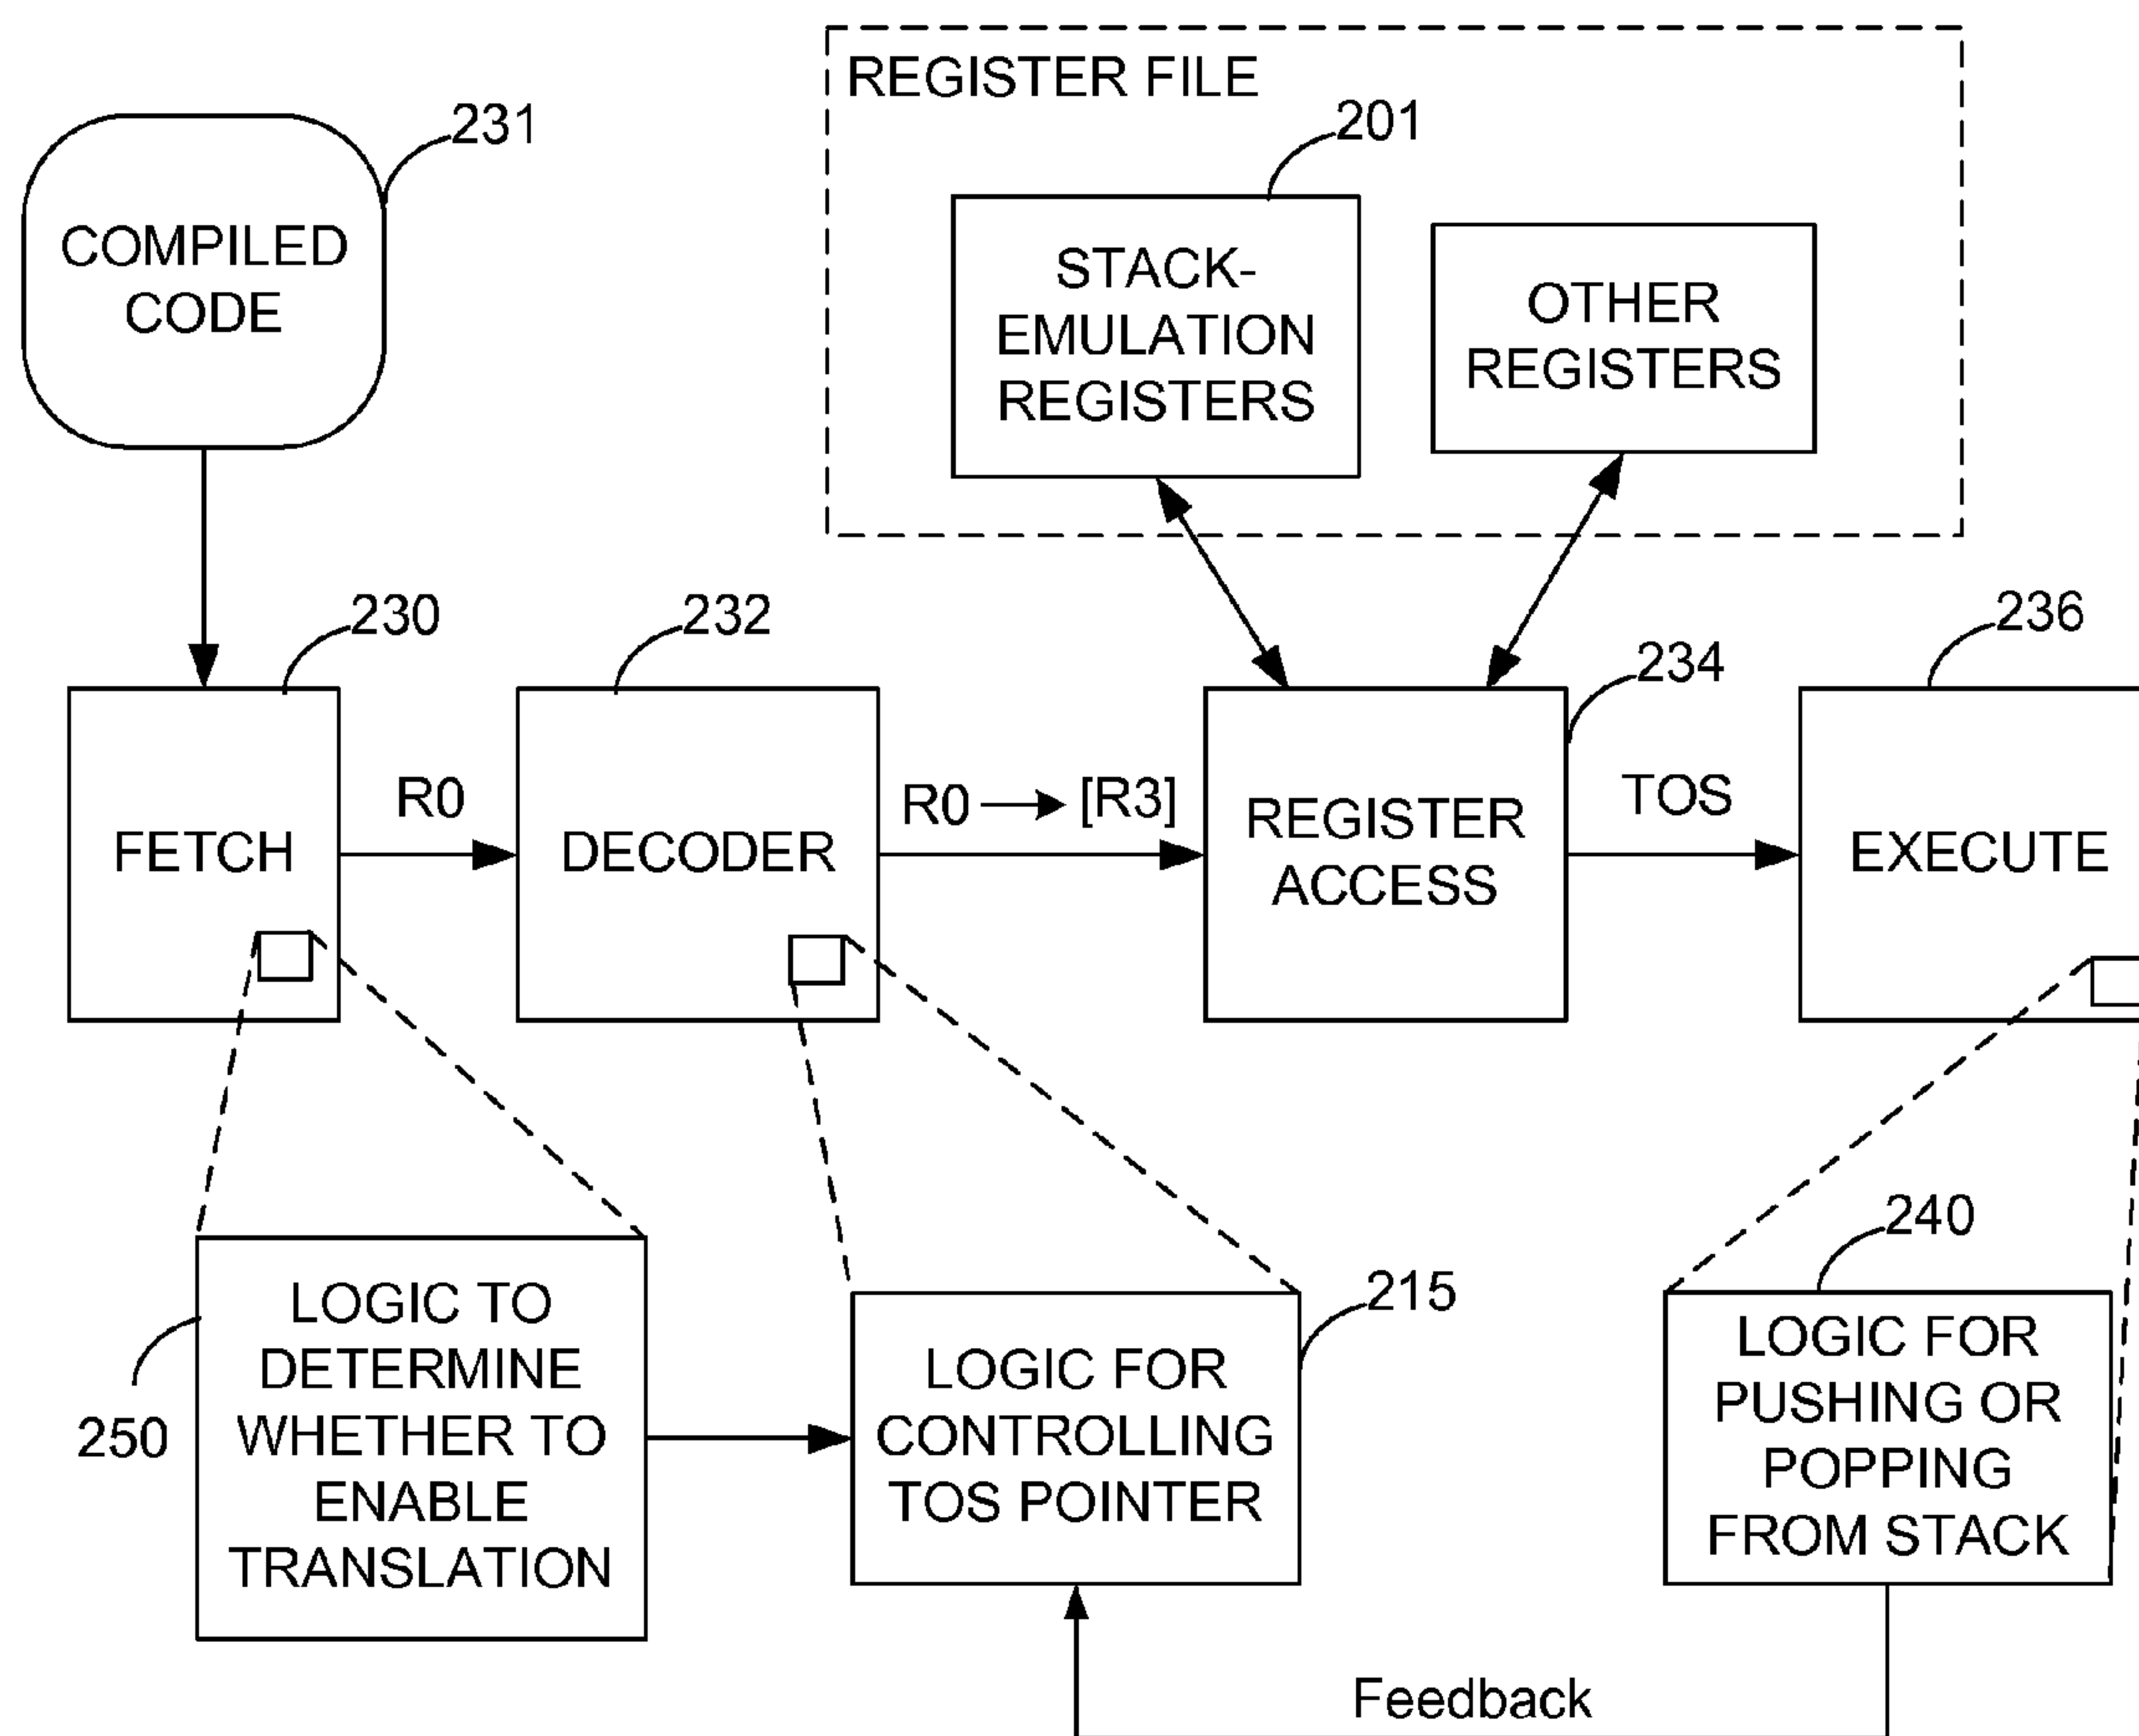 REGISTER FILE
231
201
COMPILED
CODE
STACK-
EMULATION
REGISTERS
OTHER
REGISTERS
230
232
234
236
FETCH
R0
DECODER
R0 → [R3]
REGISTER
ACCESS
TOS
EXECUTE
250
LOGIC TO
DETERMINE
WHETHER TO
ENABLE
TRANSLATION
215
LOGIC FOR
CONTROLLING
TOS POINTER
240
LOGIC FOR
PUSHING OR
POPPING
FROM STACK
Feedback